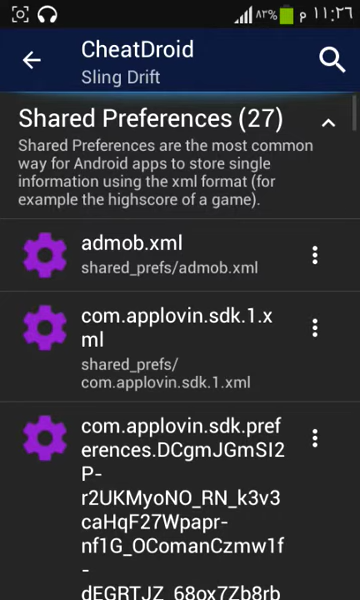 ٨٣% م ١١:٢٦
CheatDroid
Sling Drift
Shared Preferences (27)
Shared Preferences are the most common
way for Android apps to store single
information using the xml format (for
example the highscore of a game).
admob.xml
shared_prefs/admob.xml
com.applovin.sdk.1.x
ml
shared_prefs/
com.applovin.sdk.1.xml
com.applovin.sdk.pref
erences.DCgmJGmSI2
P-
r2UKMyoNO_RN_k3v3
caHqF27Wpapr-
nf1G_OComanCzmw1f
-
dEGRTJZ_68ox7Zb8rb